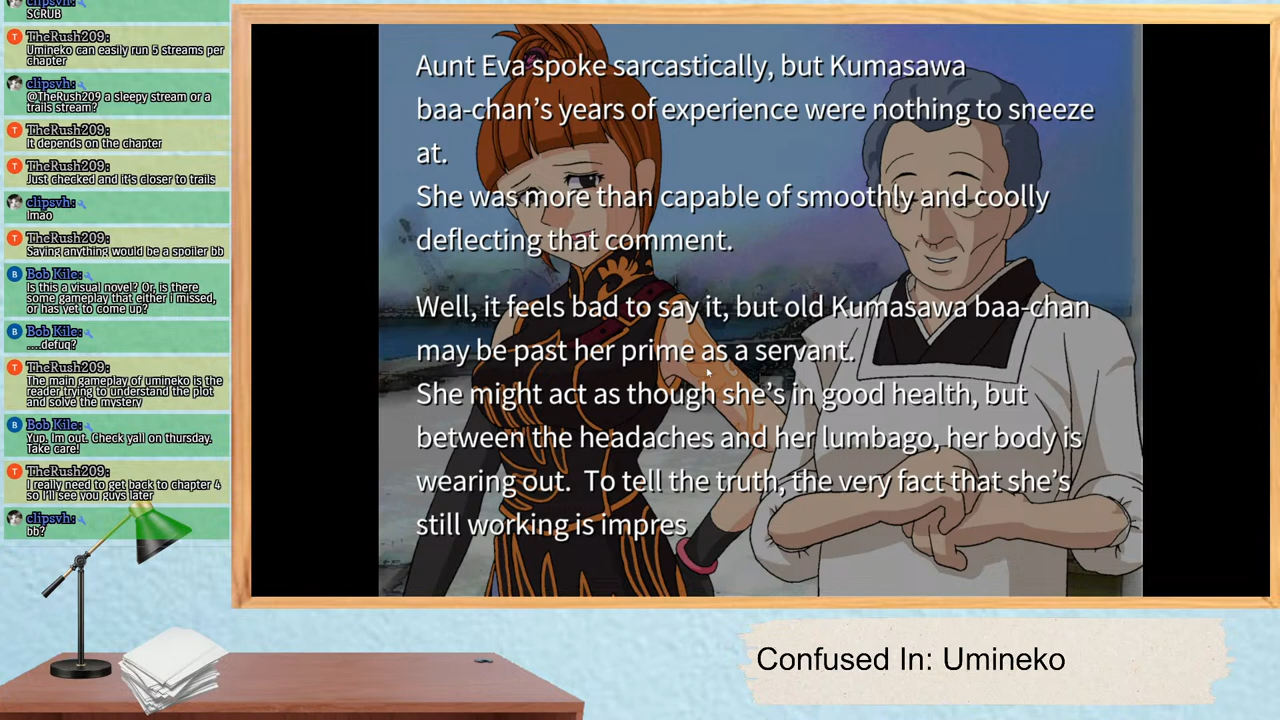 clipsvh:
SCRUB
TheRush209:
Umineko can easily run 5 streams per
chapter
clipsvh:
@TheRush209 a sleepy stream or a
trails stream?
TheRush209:
It depends on the chapter
TheRush209:
Just checked and it's closer to trails
clipsvh:
lmao
TheRush209:
Saying anything would be a spoiler bb
Bob Kile:
Is this a visual novel? Or, is there
some gameplay that either I missed,
or has yet to come up?
Bob Kile:
....defuq?
TheRush209:
The main gameplay of umineko is the
reader trying to understand the plot
and solve the mystery
Bob Kile:
Yup. Im out. Check yall on thursday.
Take care!
TheRush209:
I really need to get back to chapter 4
so I'll see you guys later
clipsvh:
bb?
Aunt Eva spoke sarcastically, but Kumasawa
baa-chan's years of experience were nothing to sneeze
at.
She was more than capable of smoothly and coolly
deflecting that comment.
Well, it feels bad to say it, but old Kumasawa baa-chan
may be past her prime as a servant.
She might act as though she's in good health, but
between the headaches and her lumbago, her body is
wearing out. To tell the truth, the very fact that she's
still working is impres
Confused In: Umineko